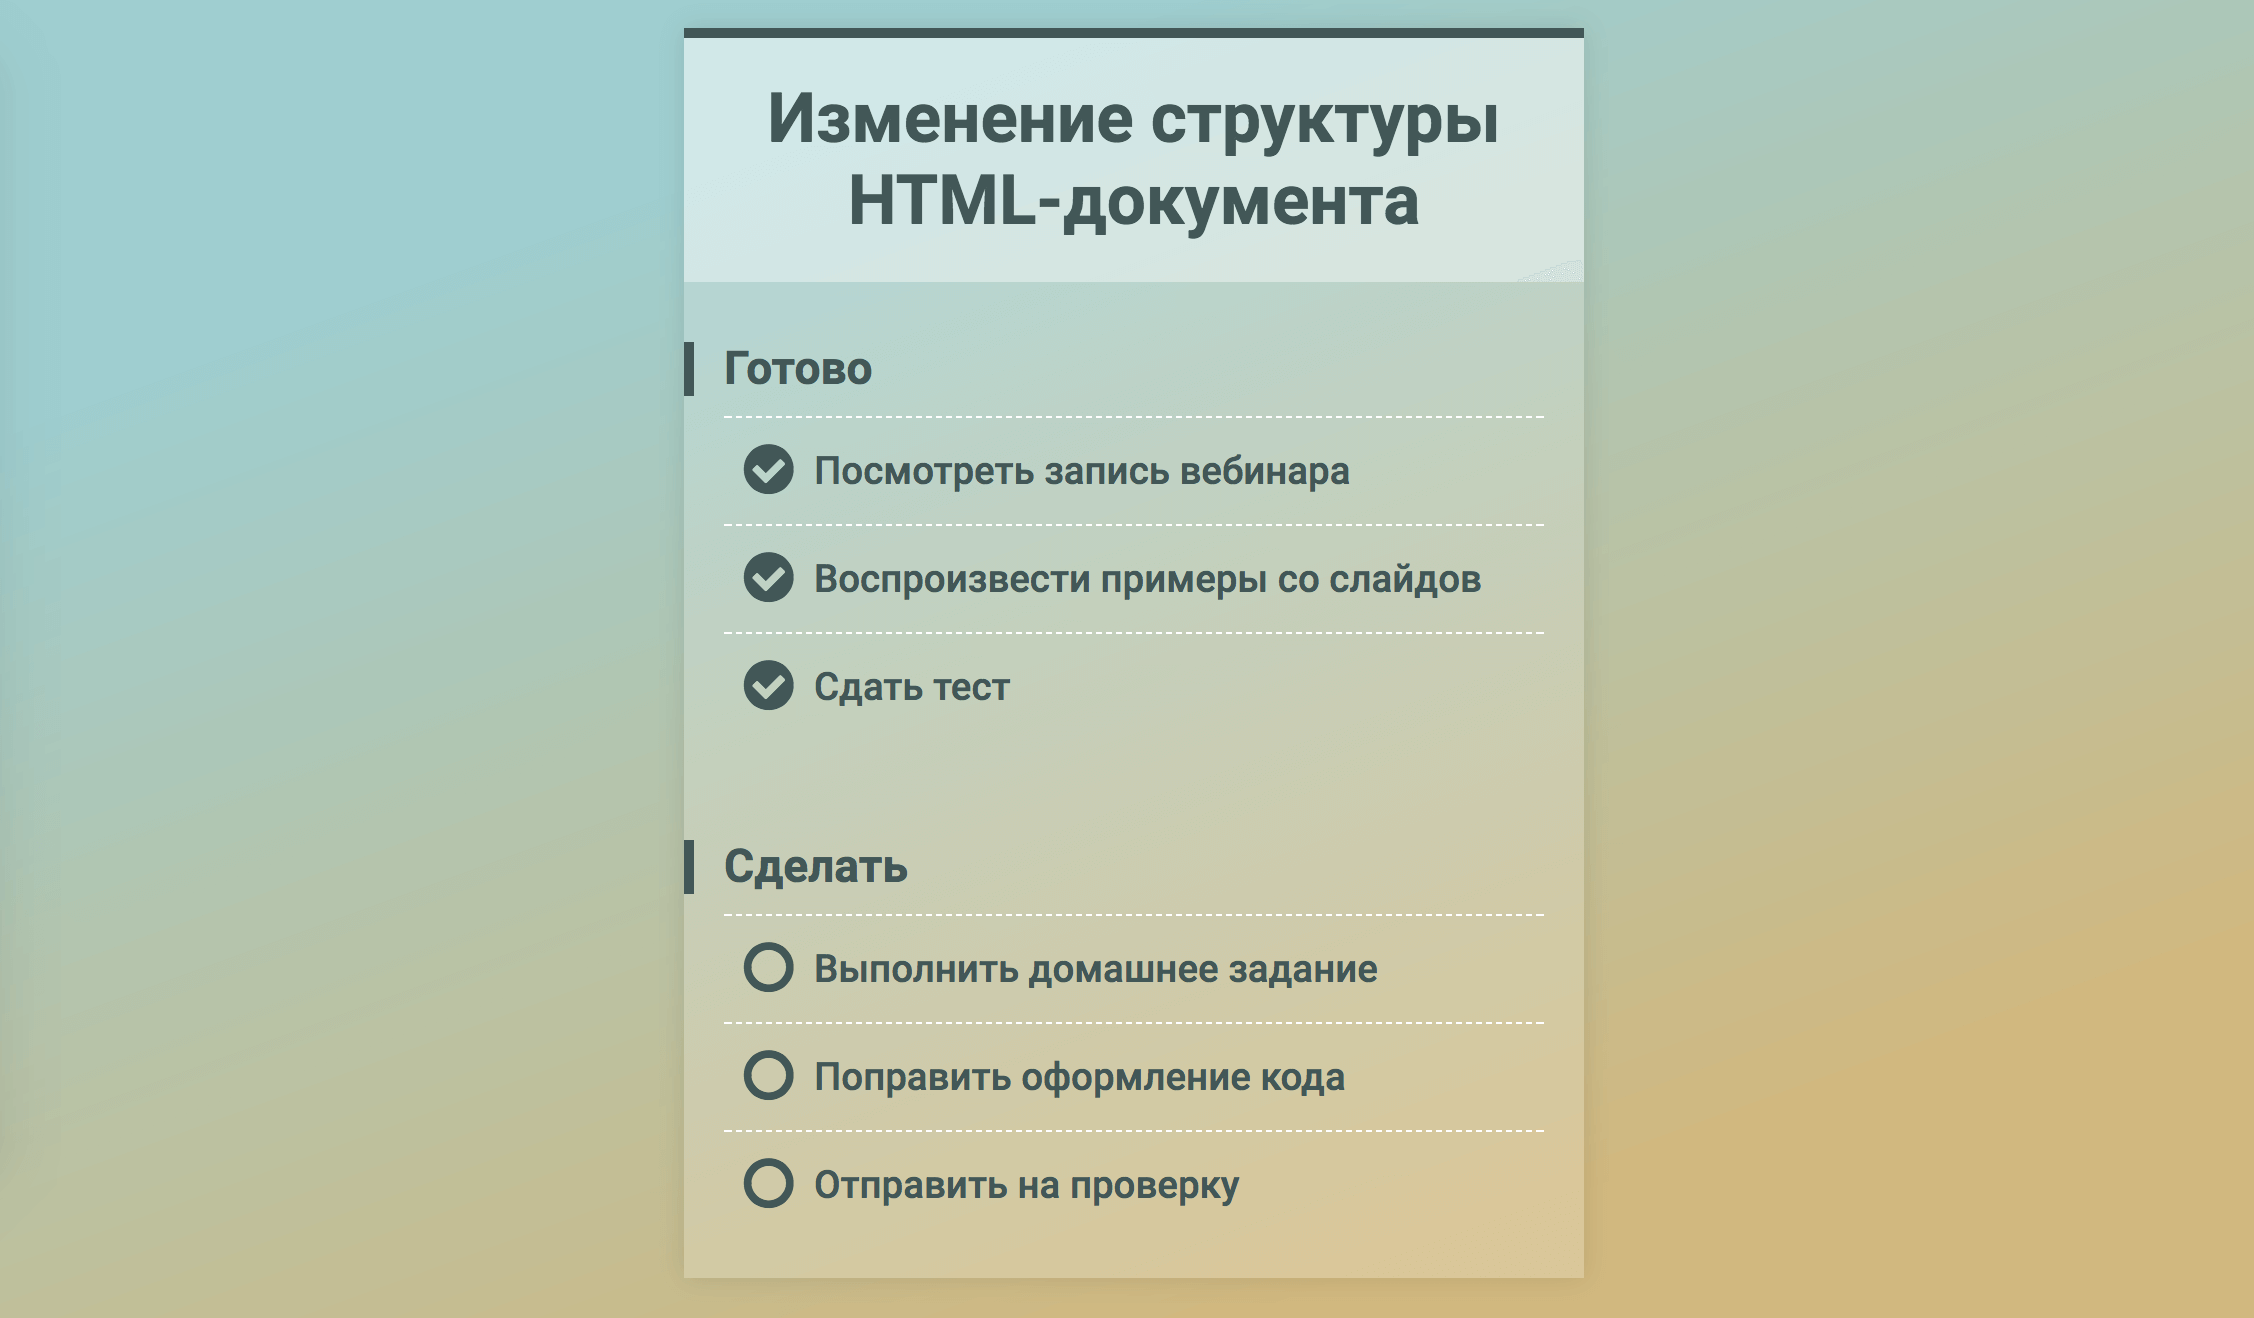 Изменение структуры
HTML-документа
Готово
Посмотреть запись вебинара
Воспроизвести примеры со слайдов
Сдать тест
Сделать
Выполнить домашнее задание
Поправить оформление кода
Отправить на проверку